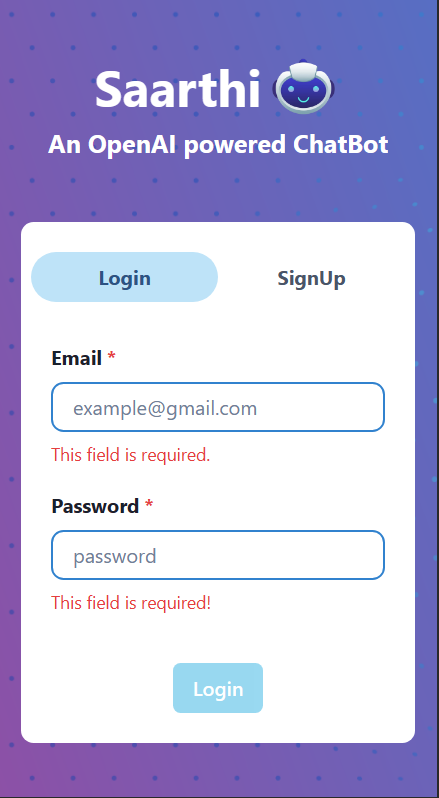 Saarthi
An OpenAI powered ChatBot
Login SignUp
Email *
example@gmail.com
This field is required.
Password *
password
This field is required!
Login